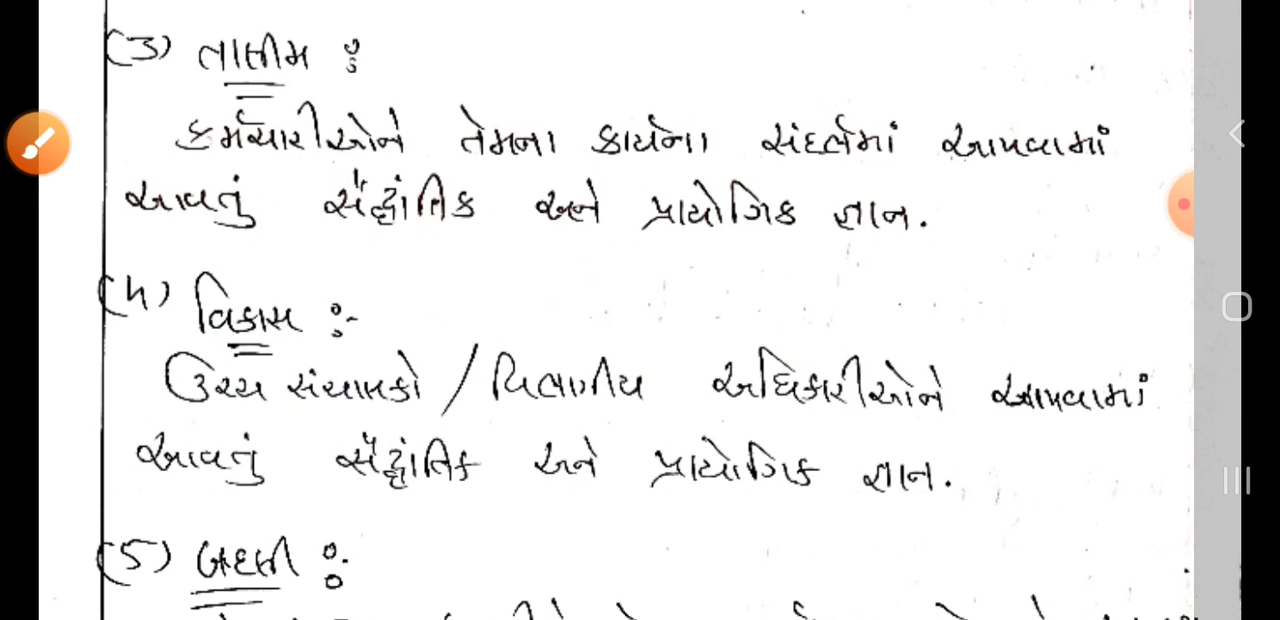 (3) તાલીમ :
કર્મચારીઓને તેમના કાર્યના સંદર્ભમાં આપવામાં
આવતું સૈદ્ધાંતિક અને પ્રાયોગિક જ્ઞાન.
(4) વિકાસ :-
ઉચ્ચ સંચાલકો / વિભાગીય અધિકારીઓને આપવામાં
આવતું સૈદ્ધાંતિક અને પ્રાયોગિક જ્ઞાન.
(5) બદલી :